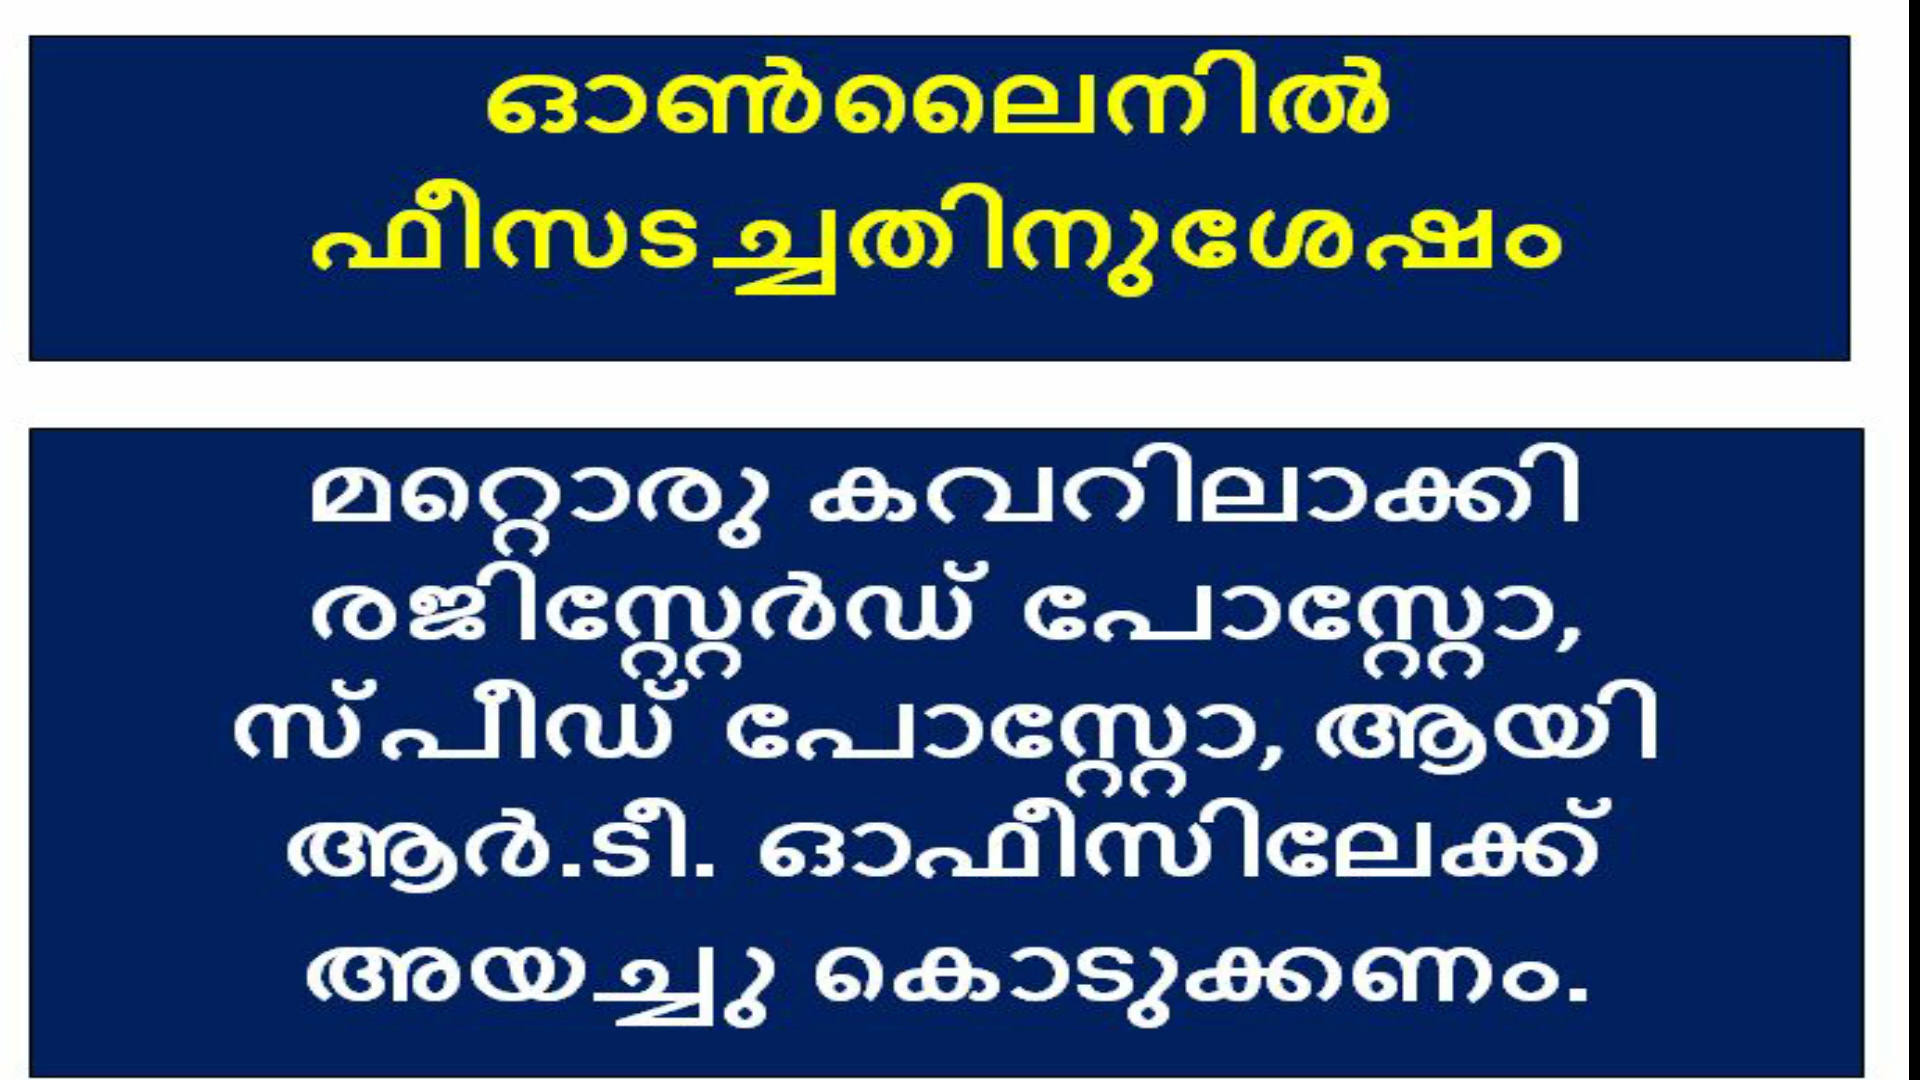 ഓൺലൈനിൽ
ഫീസടച്ചതിനുശേഷം
മറ്റൊരു കവറിലാക്കി
രജിസ്റ്റേർഡ് പോസ്റ്റോ,
സ്പീഡ് പോസ്റ്റോ, ആയി
ആർ.ടീ. ഓഫീസിലേക്ക്
അയച്ചു കൊടുക്കണം.